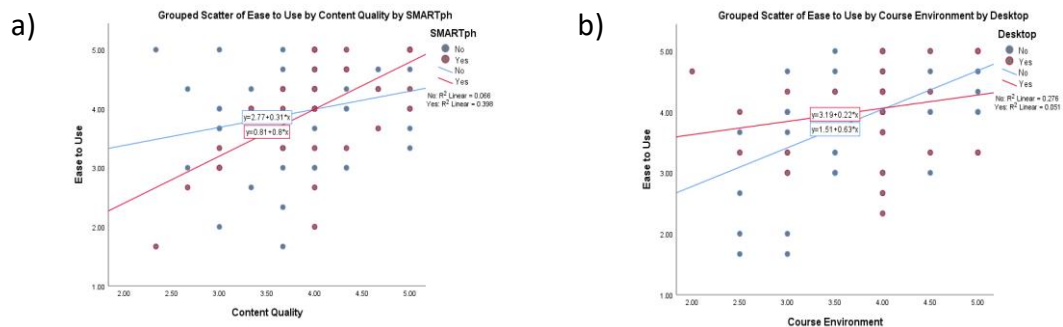 a)
Grouped Scatter of Ease to Use by Content Quality by SMARTph
SMARTph
No
Yes
No
Yes
No: R² Linear = 0.066
Yes: R² Linear = 0.398
y=2.77+0.31*x
y=0.81+0.8*x
Ease to Use
5.00
4.00
3.00
2.00
1.00
2.00 2.50 3.00 3.50 4.00 4.50 5.00
Content Quality
b)
Grouped Scatter of Ease to Use by Course Environment by Desktop
Desktop
No
Yes
No
Yes
No: R² Linear = 0.276
Yes: R² Linear = 0.051
y=3.19+0.22*x
y=1.51+0.63*x
Ease to Use
5.00
4.00
3.00
2.00
1.00
2.00 2.50 3.00 3.50 4.00 4.50 5.00
Course Environment